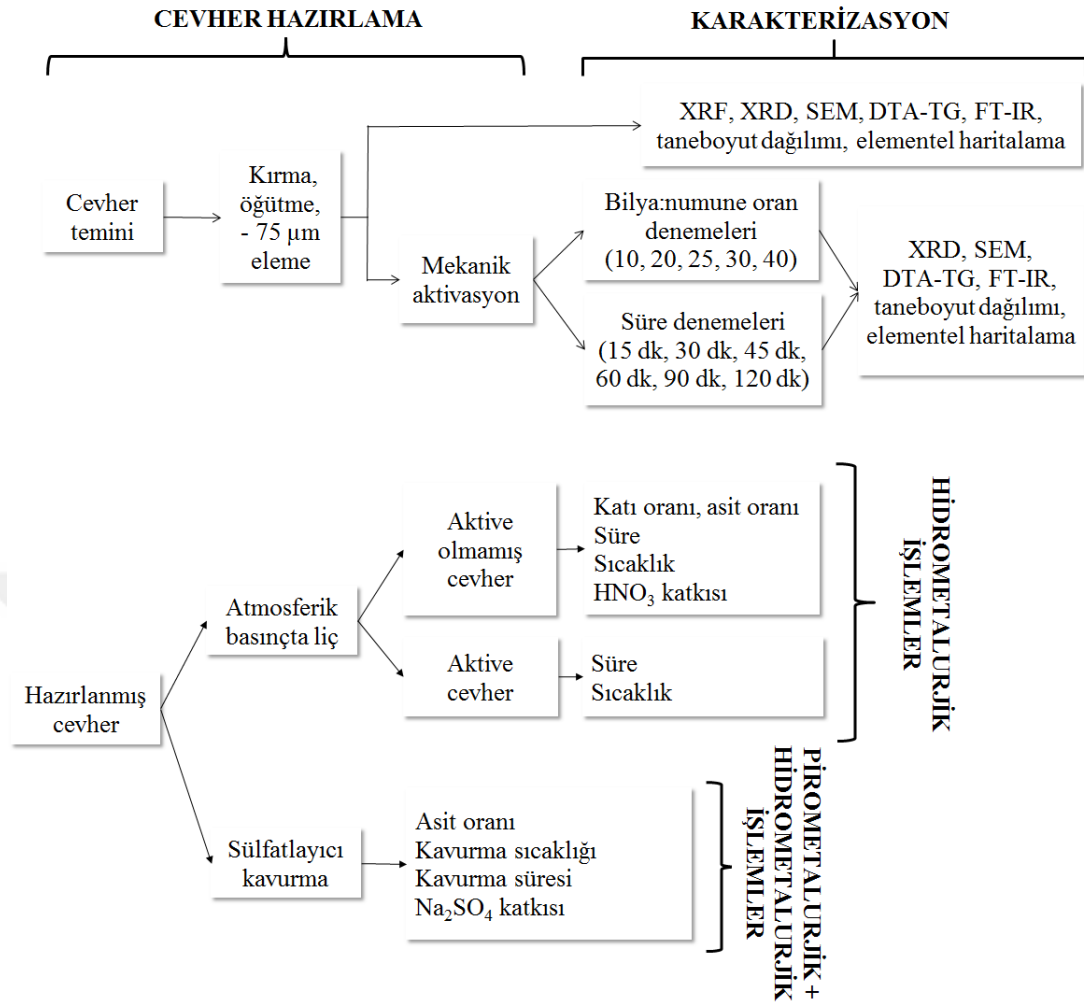 CEVHER HAZIRLAMA
KARAKTERİZASYON
XRF, XRD, SEM, DTA-TG, FT-IR,
taneboyut dağılımı, elementel haritalama
Cevher
temini
Kırma,
öğütme,
- 75 µm
eleme
Mekanik
aktivasyon
Bilya:numune oran
denemeleri
(10, 20, 25, 30, 40)
Süre denemeleri
(15 dk, 30 dk, 45 dk,
60 dk, 90 dk, 120 dk)
XRD, SEM,
DTA-TG, FT-IR,
taneboyut dağılımı,
elementel haritalama
Hazırlanmış
cevher
Atmosferik
basınçta liç
Aktive
olmamış
cevher
Katı oranı, asit oranı
Süre
Sıcaklık
HNO₃ katkısı
Aktive
cevher
Süre
Sıcaklık
HİDROMETALURJİK
İŞLEMLER
Sülfatlayıcı
kavurma
Asit oranı
Kavurma sıcaklığı
Kavurma süresi
Na₂SO₄ katkısı
PİROMETALURJİK +
HİDROMETALURJİK
İŞLEMLER